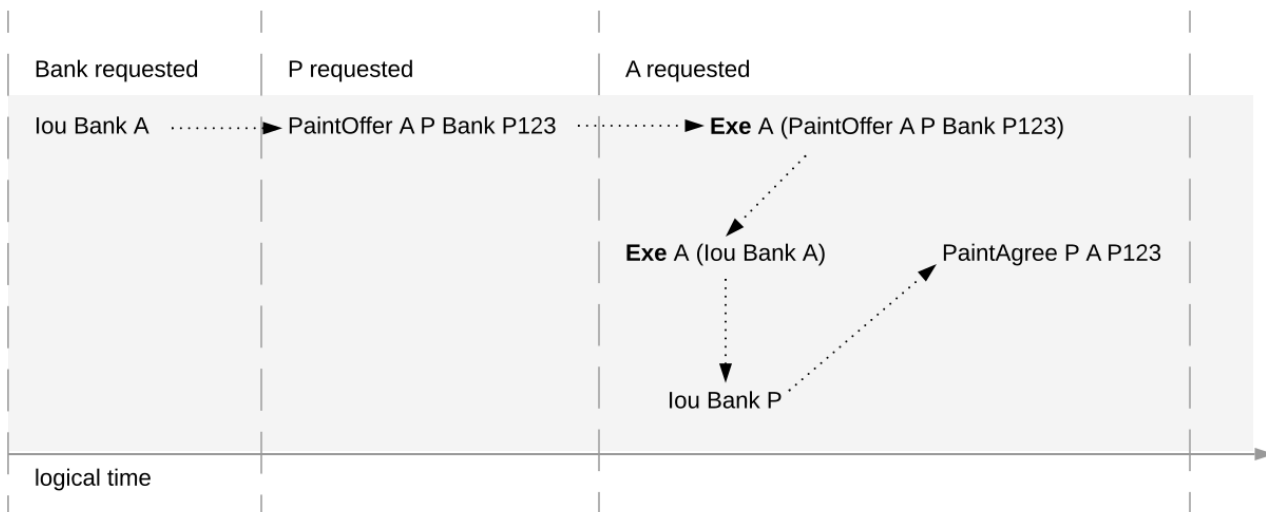 Bank requested
P requested
A requested
Iou Bank A
PaintOffer A P Bank P123
Exe A (PaintOffer A P Bank P123)
Exe A (Iou Bank A)
PaintAgree P A P123
Iou Bank P
logical time